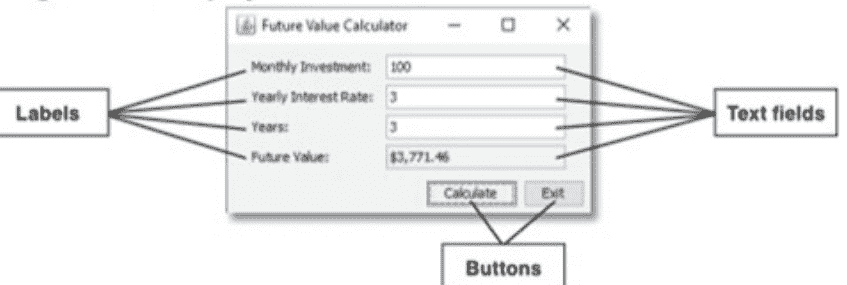 Future Value Calculator
Monthly Investment: 100
Yearly Interest Rate: 3
Labels
Text fields
Years: 3
Future Value: $3,771.46
Calculate Exit
Buttons